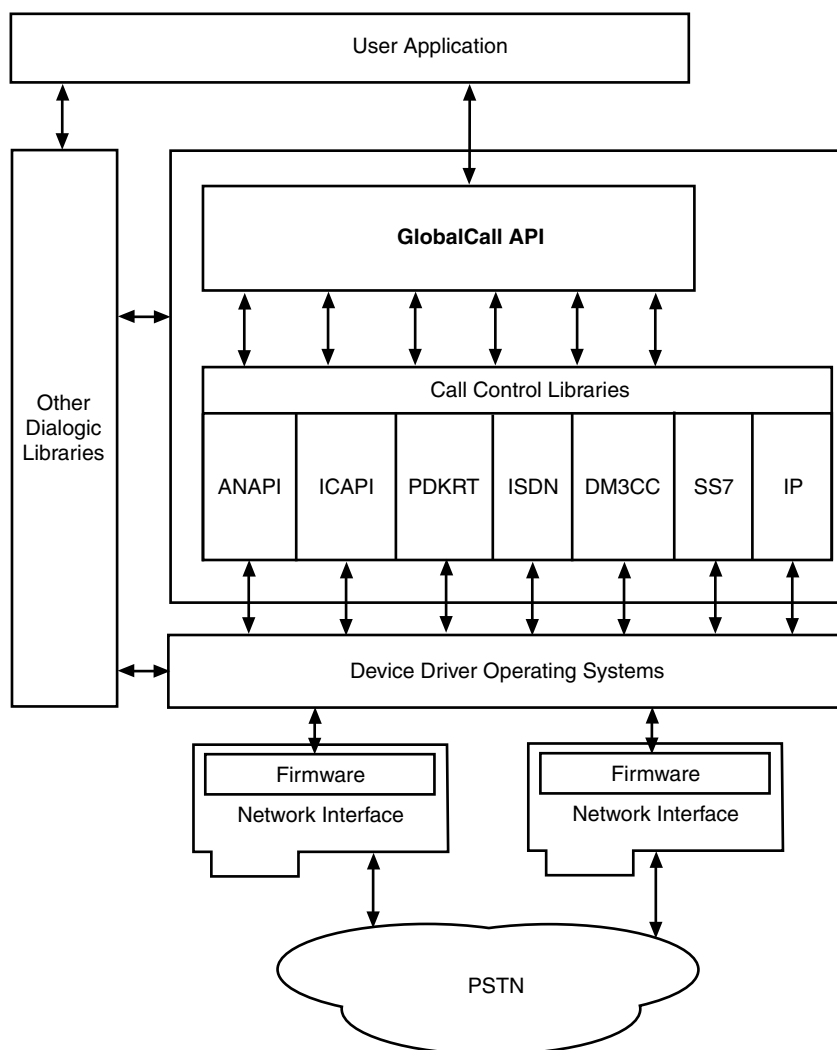 User Application
GlobalCall API
Call Control Libraries
Other
Dialogic
Libraries
ANAPI
ICAPI
PDKRT
ISDN
DM3CC
SS7
IP
Device Driver Operating Systems
Firmware
Network Interface
Firmware
Network Interface
PSTN